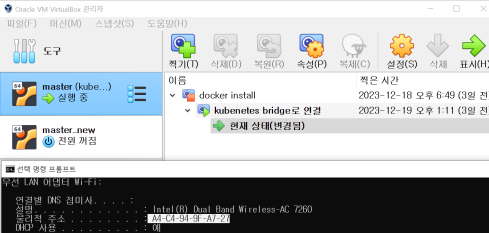 Oracle VM VirtualBox 관리자
파일(F) 머신(M) 스냅샷(S) 도움말(H)
도구
찍기(T) 삭제(D) 복원(R) 속성(P) 복제(C) 설정(S) 삭제 표시(H)
이름 찍은 시간
64 master (kube...)
실행 중
docker install 2023-12-18 오후 6:49 (3일 전
kubenetes bridge로 연결 2023-12-19 오후 1:11 (3일 전
현재 상태(변경됨)
64 master_new
전원 꺼짐
선택 명령 프롬프트
무선 LAN 어댑터 Wi-Fi:
연결별 DNS 접미사. . . . :
설명. . . . . . . . . . . . : Intel(R) Dual Band Wireless-AC 7260
물리적 주소 . . . . . . . . : A4-C4-94-9F-A7-27
DHCP 사용 . . . . . . . . . : 예